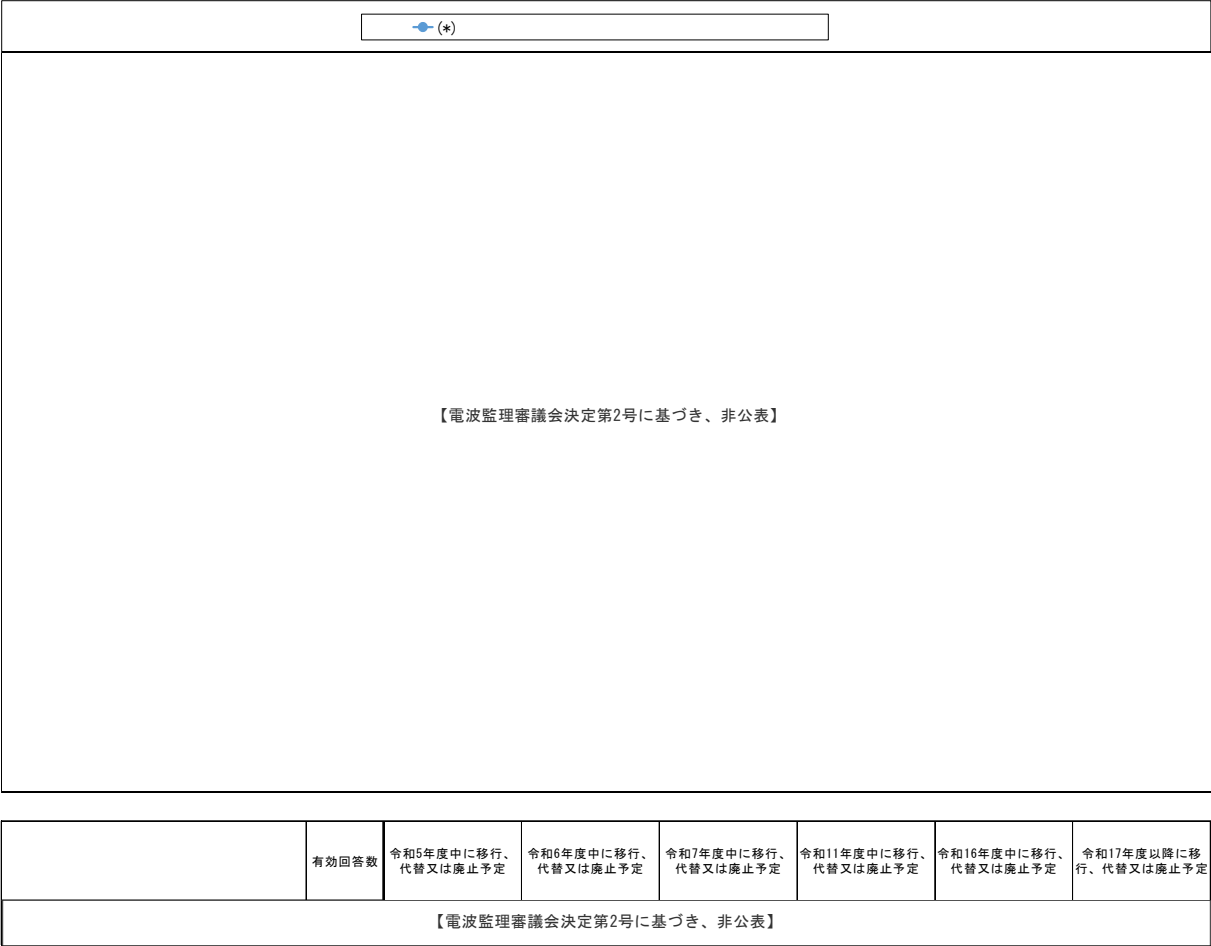 (*)
【電波監理審議会決定第2号に基づき、非公表】
有効回答数
令和5年度中に移行、
代替又は廃止予定
令和6年度中に移行、
代替又は廃止予定
令和7年度中に移行、
代替又は廃止予定
令和11年度中に移行、
代替又は廃止予定
令和16年度中に移行、
代替又は廃止予定
令和17年度以降に移
行、代替又は廃止予定
【電波監理審議会決定第2号に基づき、非公表】